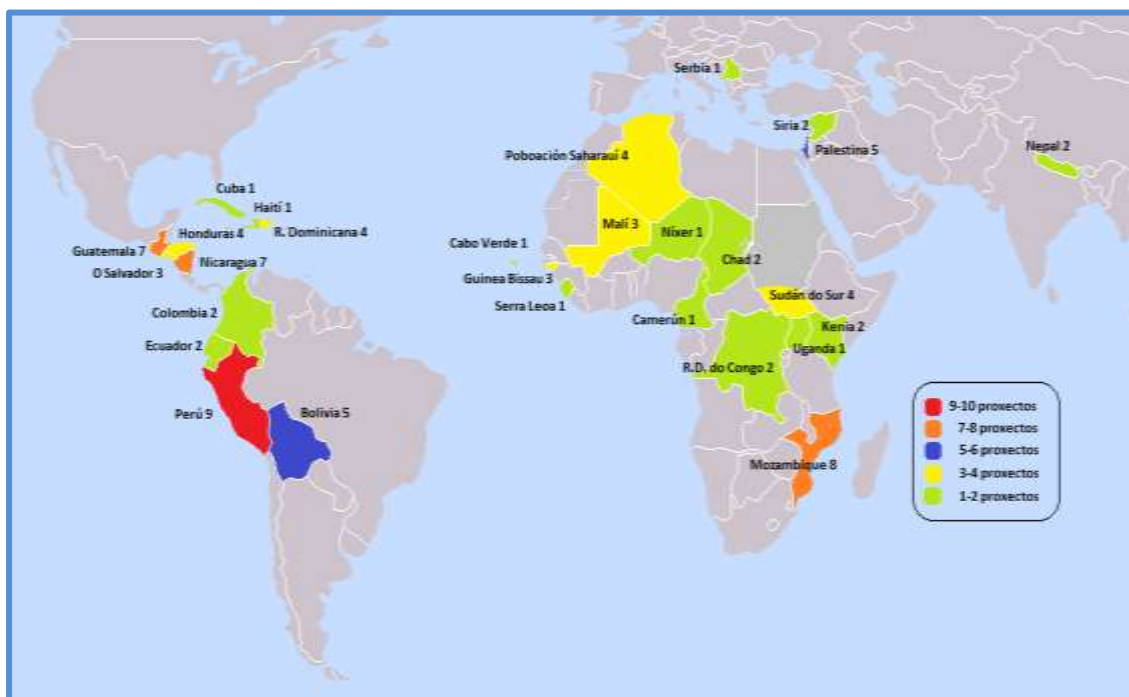 Serbia 1
Siria 2
Palestina 5
Nepal 2
Poboación Saharauí 4
Cuba 1
Haití 1
Honduras 4
R. Dominicana 4
Malí 3
Níxer 1
Guatemala 7
Cabo Verde 1
Chad 2
O Salvador 3
Nicaragua 7
Guinea Bissau 3
Sudán do Sur 4
Serra Leoa 1
Colombia 2
Camerún 1
Kenia 2
Ecuador 2
Uganda 1
R.D. do Congo 2
Perú 9
Bolivia 5
Mozambique 8
9-10 proxectos
7-8 proxectos
5-6 proxectos
3-4 proxectos
1-2 proxectos